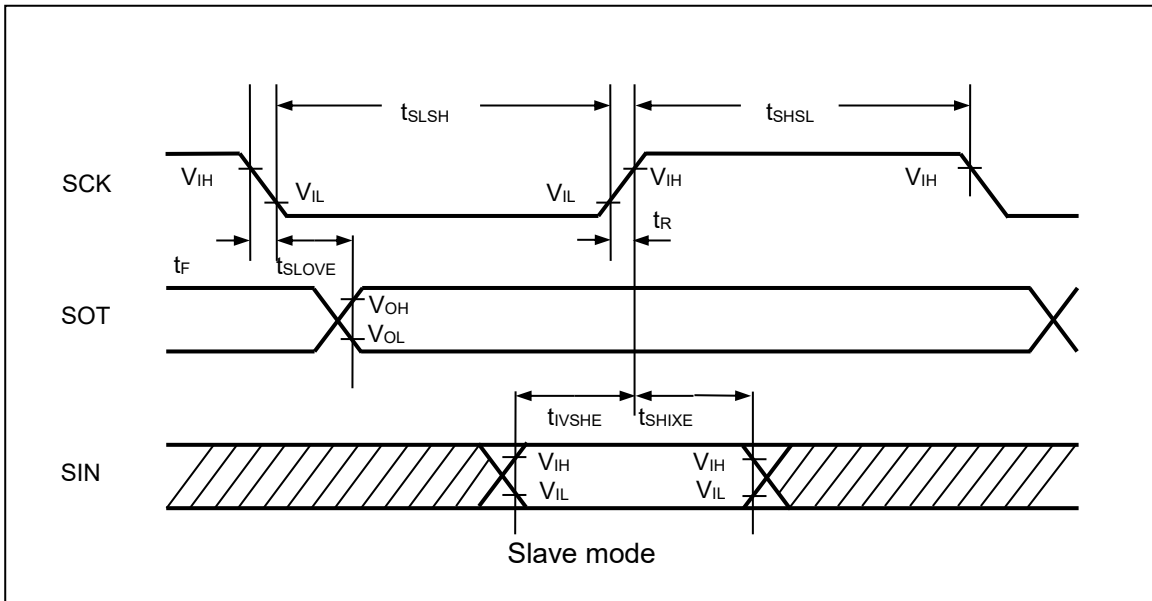 tSLSH
tSHSL
SCK
VIH
VIL
VIL
VIH
VIH
tR
tF
tSLOVE
SOT
VOH
VOL
tIVSHE
tSHIXE
SIN
VIH
VIH
VIL
VIL
Slave mode